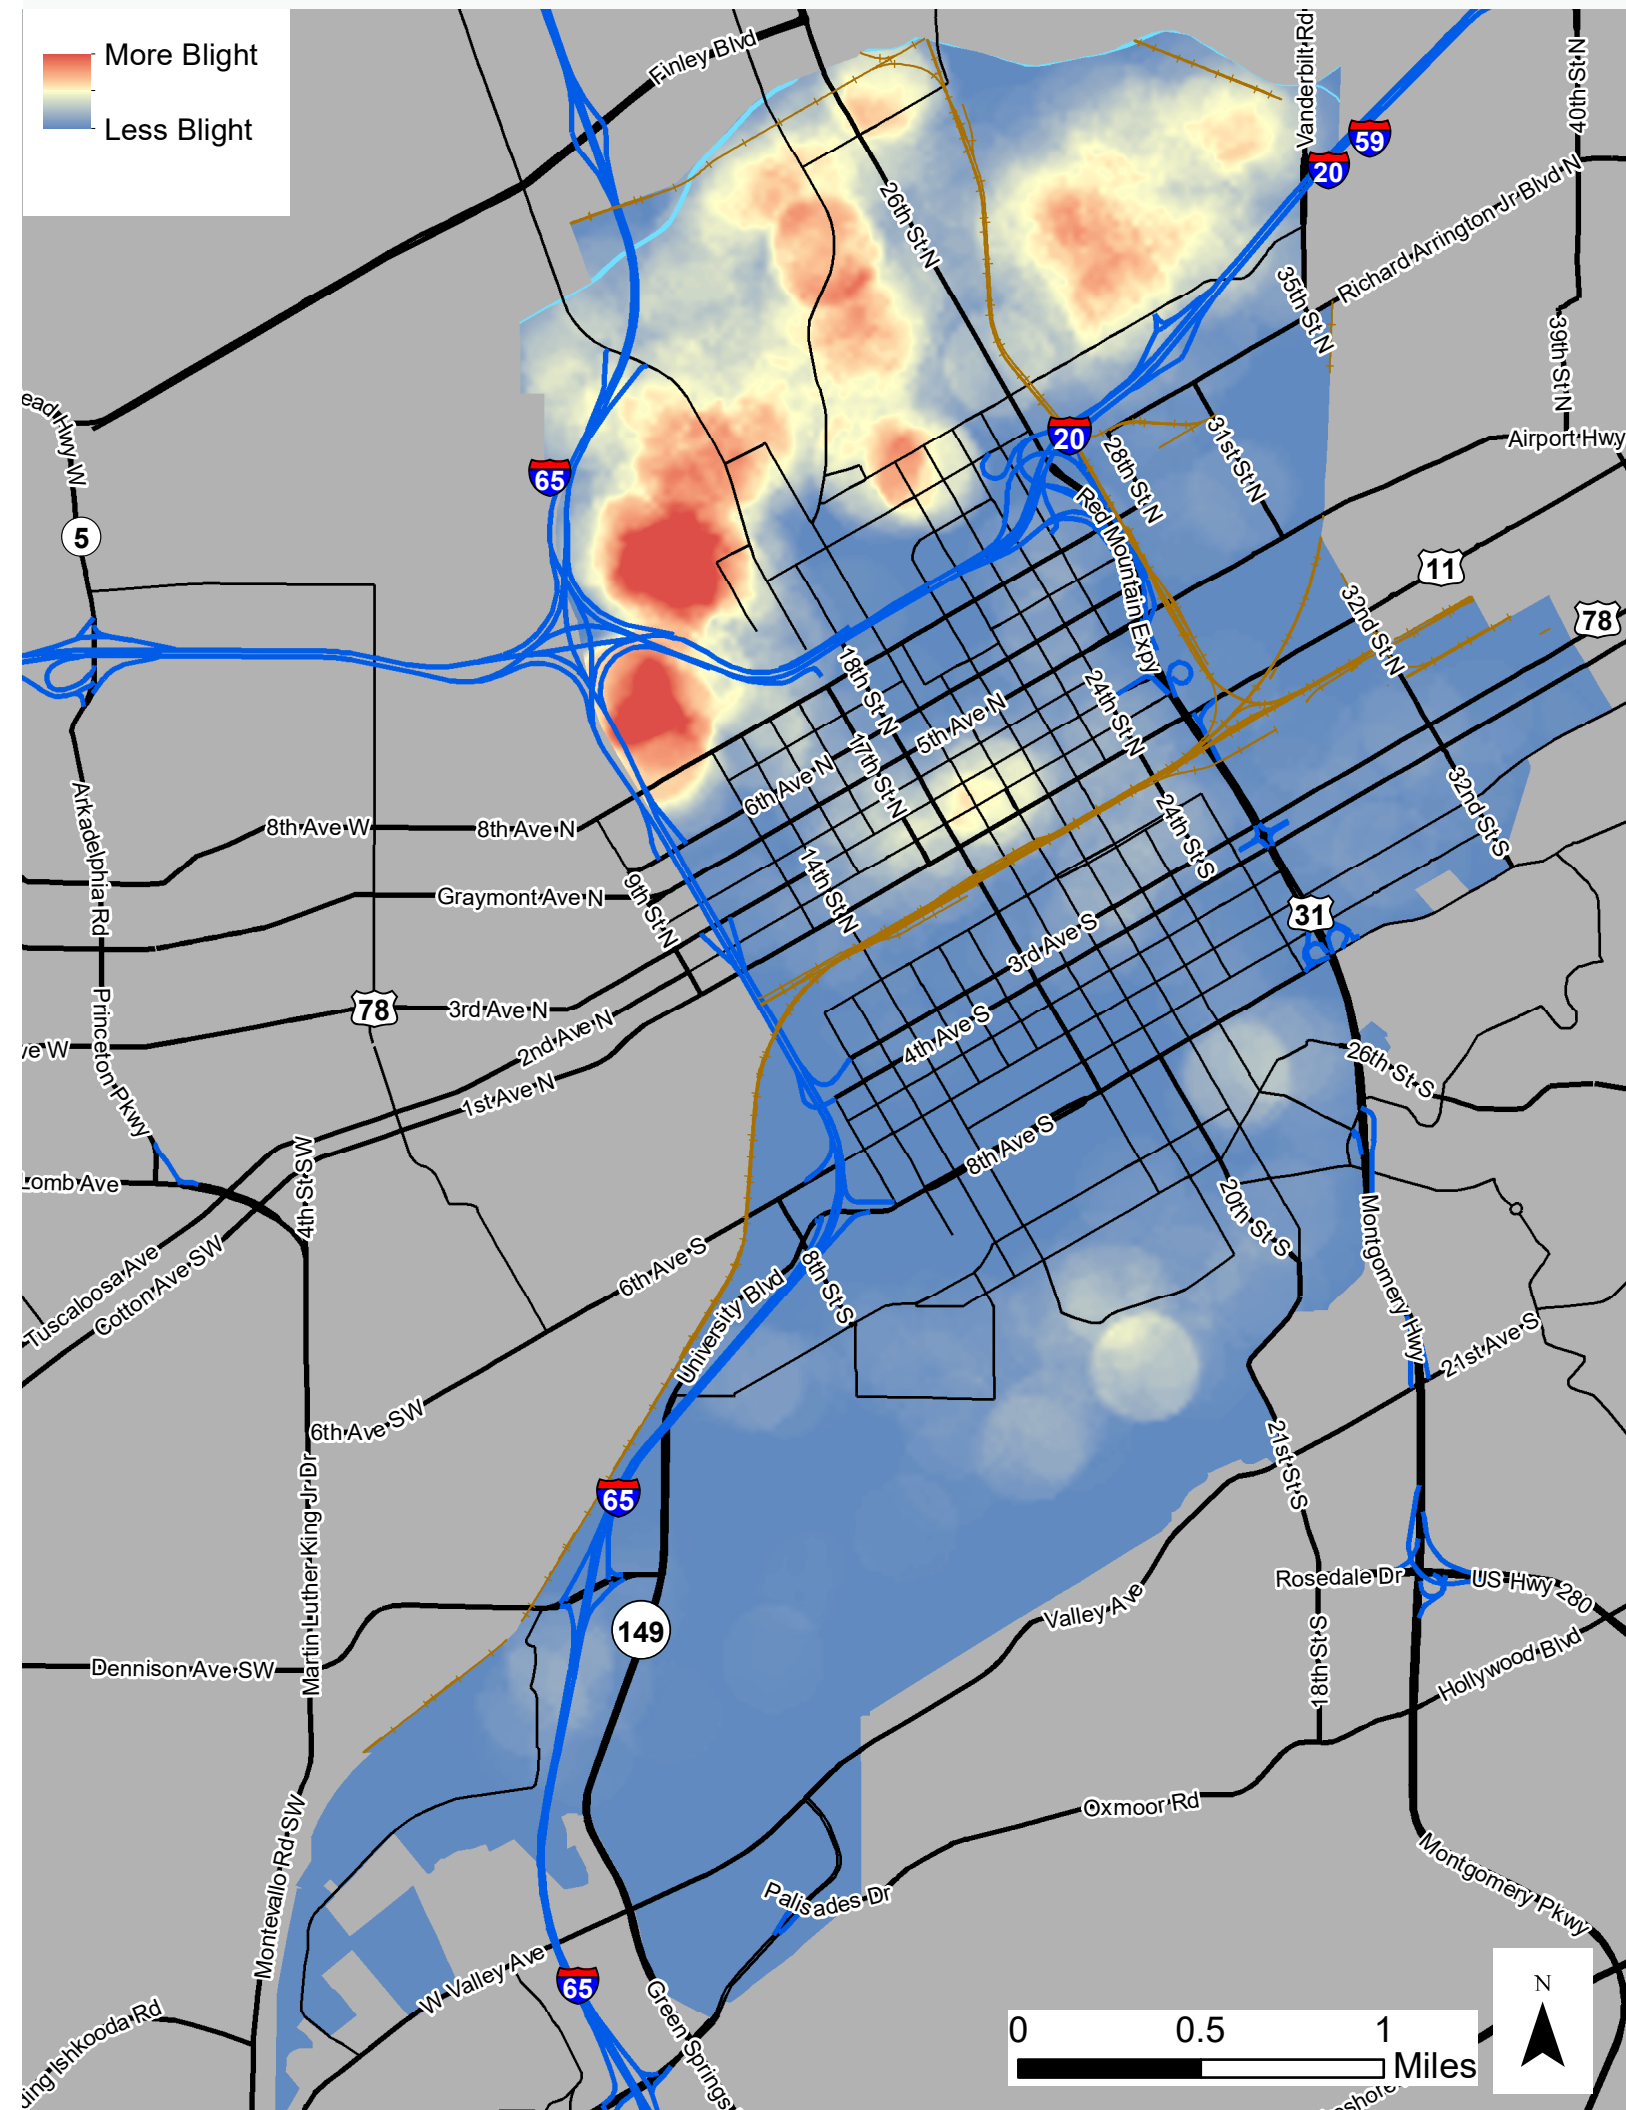 More Blight
Less Blight
Finley Blvd
Vanderbilt Rd
40th St N
59
20
26th St N
Richard Arrington Jr Blvd N
35th St N
39th St N
Airport Hwy
31st St N
20
28th St N
65
5
Red Mountain Expy
11
32nd St N
78
18th St N
24th St N
5th Ave N
17th St N
6th Ave N
Arkadelphia Rd
8th Ave W
8th Ave N
24th St S
32nd St S
14th St N
Graymont Ave N
9th St N
31
3rd Ave S
78
3rd Ave N
2nd Ave N
4th Ave S
Princeton Pkwy
1st Ave N
26th St S
8th Ave S
4th St SW
20th St S
Montgomery Hwy
Tuscaloosa Ave
Cotton Ave SW
6th Ave S
University Blvd
8th St S
21st Ave S
6th Ave SW
21st St S
Martin Luther King Jr Dr
65
Rosedale Dr
US Hwy 280
Valley Ave
149
18th St S
Hollywood Blvd
Dennison Ave SW
Oxmoor Rd
Montevallo Rd SW
Montgomery Pkwy
Palisades Dr
W Valley Ave
65
Green Springs
N
0 0.5 1
Miles